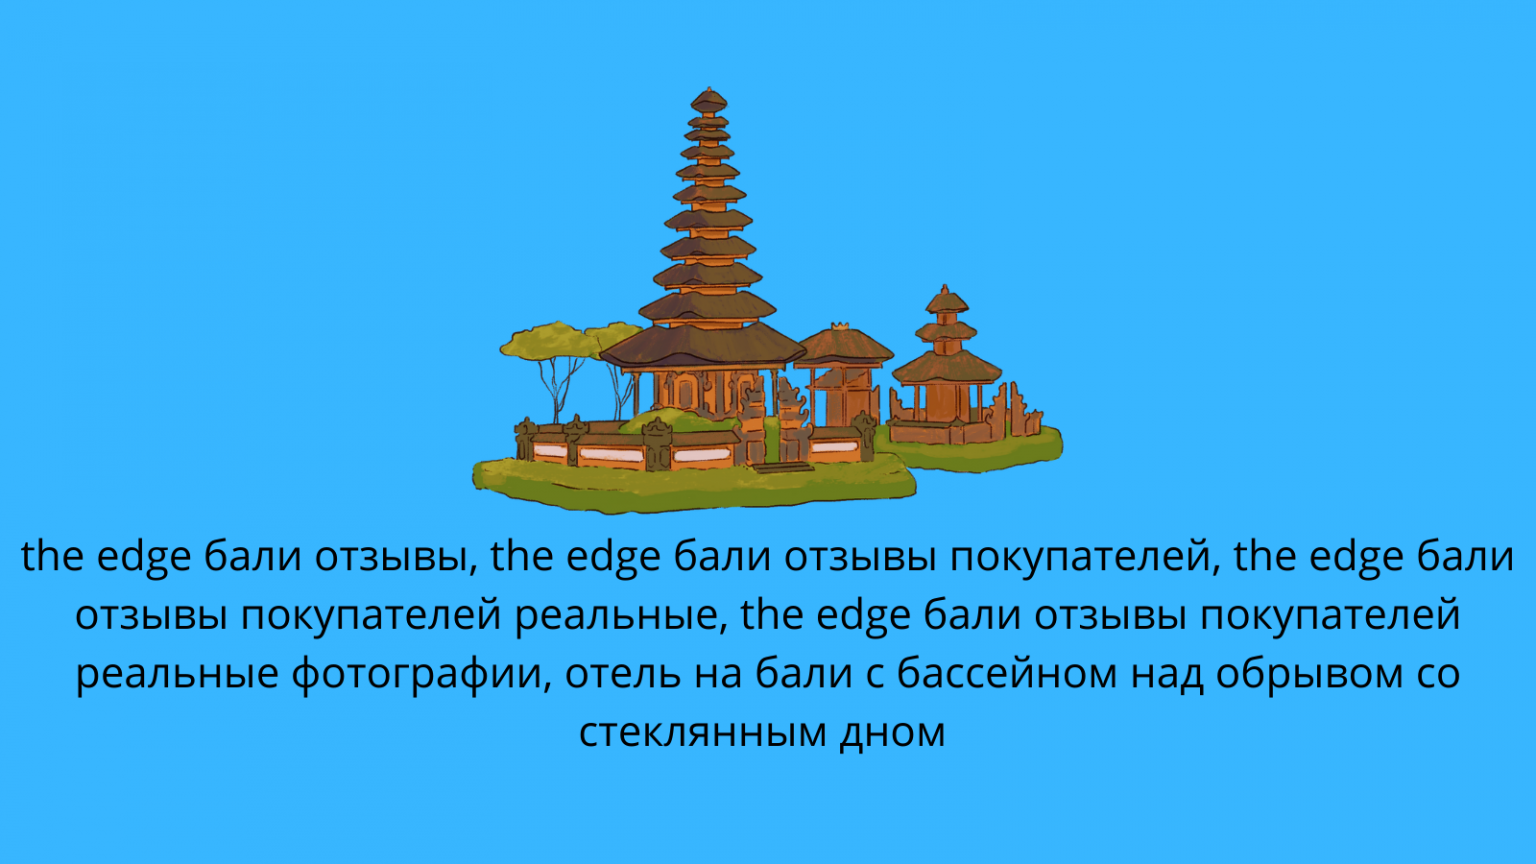 the edge бали отзывы, the edge бали отзывы покупателей, the edge бали
отзывы покупателей реальные, the edge бали отзывы покупателей
реальные фотографии, отель на бали с бассейном над обрывом со
стеклянным дном